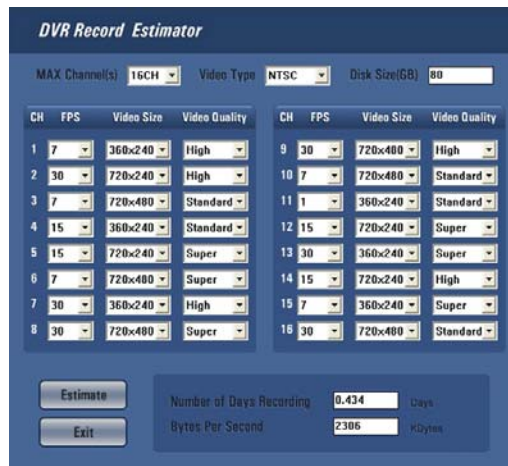 DVR Record Estimator
MAX Channel(s) 16CH Video Type NTSC Disk Size(GB) 80
CH FPS Video Size Video Quality CH FPS Video Size Video Quality
1 7 360x240 High 9 30 720x480 High
2 30 720x240 High 10 7 720x480 Standard
3 7 720x480 Standard 11 1 360x240 Standard
4 15 360x240 Standard 12 15 720x240 Super
5 15 720x240 Super 13 30 360x240 Super
6 7 720x480 Super 14 15 720x240 High
7 30 360x240 High 15 7 360x240 Super
8 30 720x480 Super 16 30 720x480 Standard
Estimate Number of Days Recording 0.434 Days
Exit Bytes Per Second 2306 KBytes